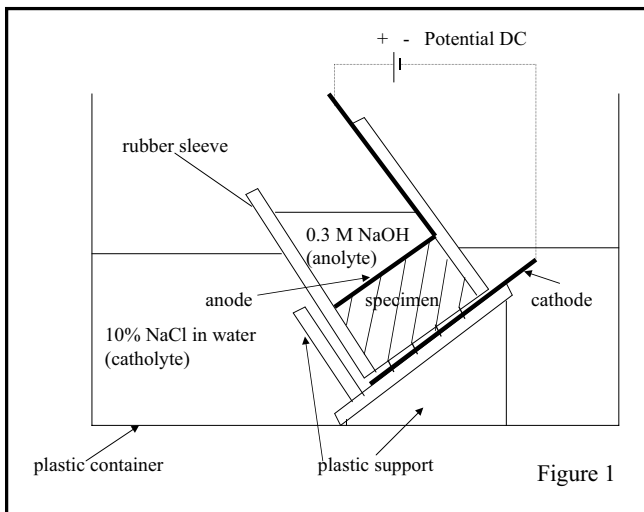 + - Potential DC
rubber sleeve
0.3 M NaOH
(anolyte)
anode
specimen
cathode
10% NaCl in water
(catholyte)
plastic container
plastic support
Figure 1